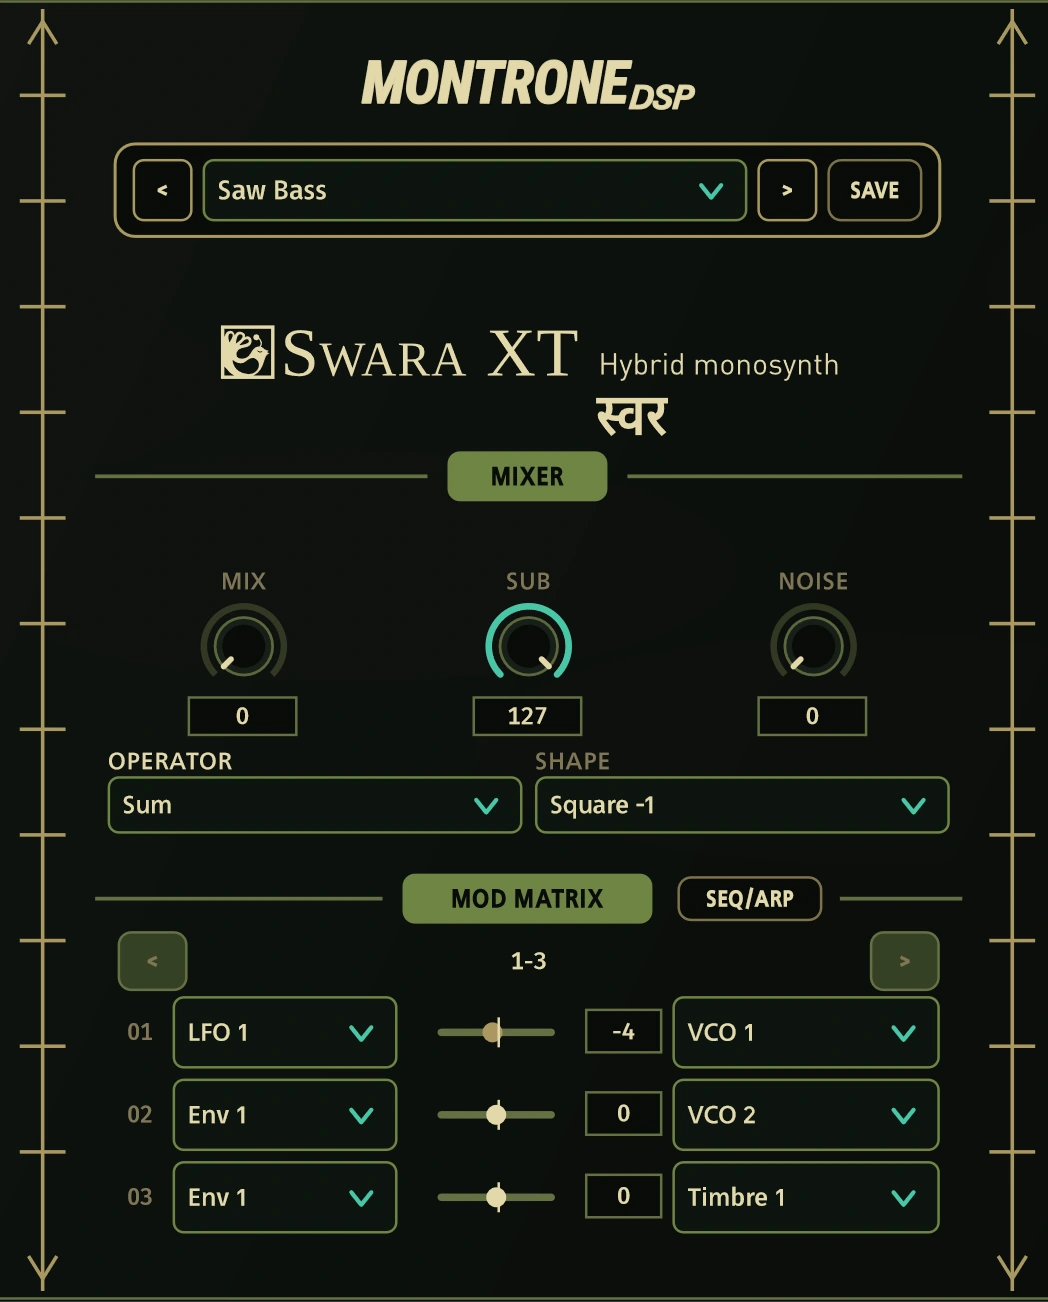 MONTRONE DSP
< Saw Bass > SAVE
SWARA XT Hybrid monosynth
स्वर
MIXER
MIX SUB NOISE
0 127 0
OPERATOR SHAPE
Sum Square -1
MOD MATRIX SEQ/ARP
< 1-3 >
01 LFO 1 -4 VCO 1
02 Env 1 0 VCO 2
03 Env 1 0 Timbre 1